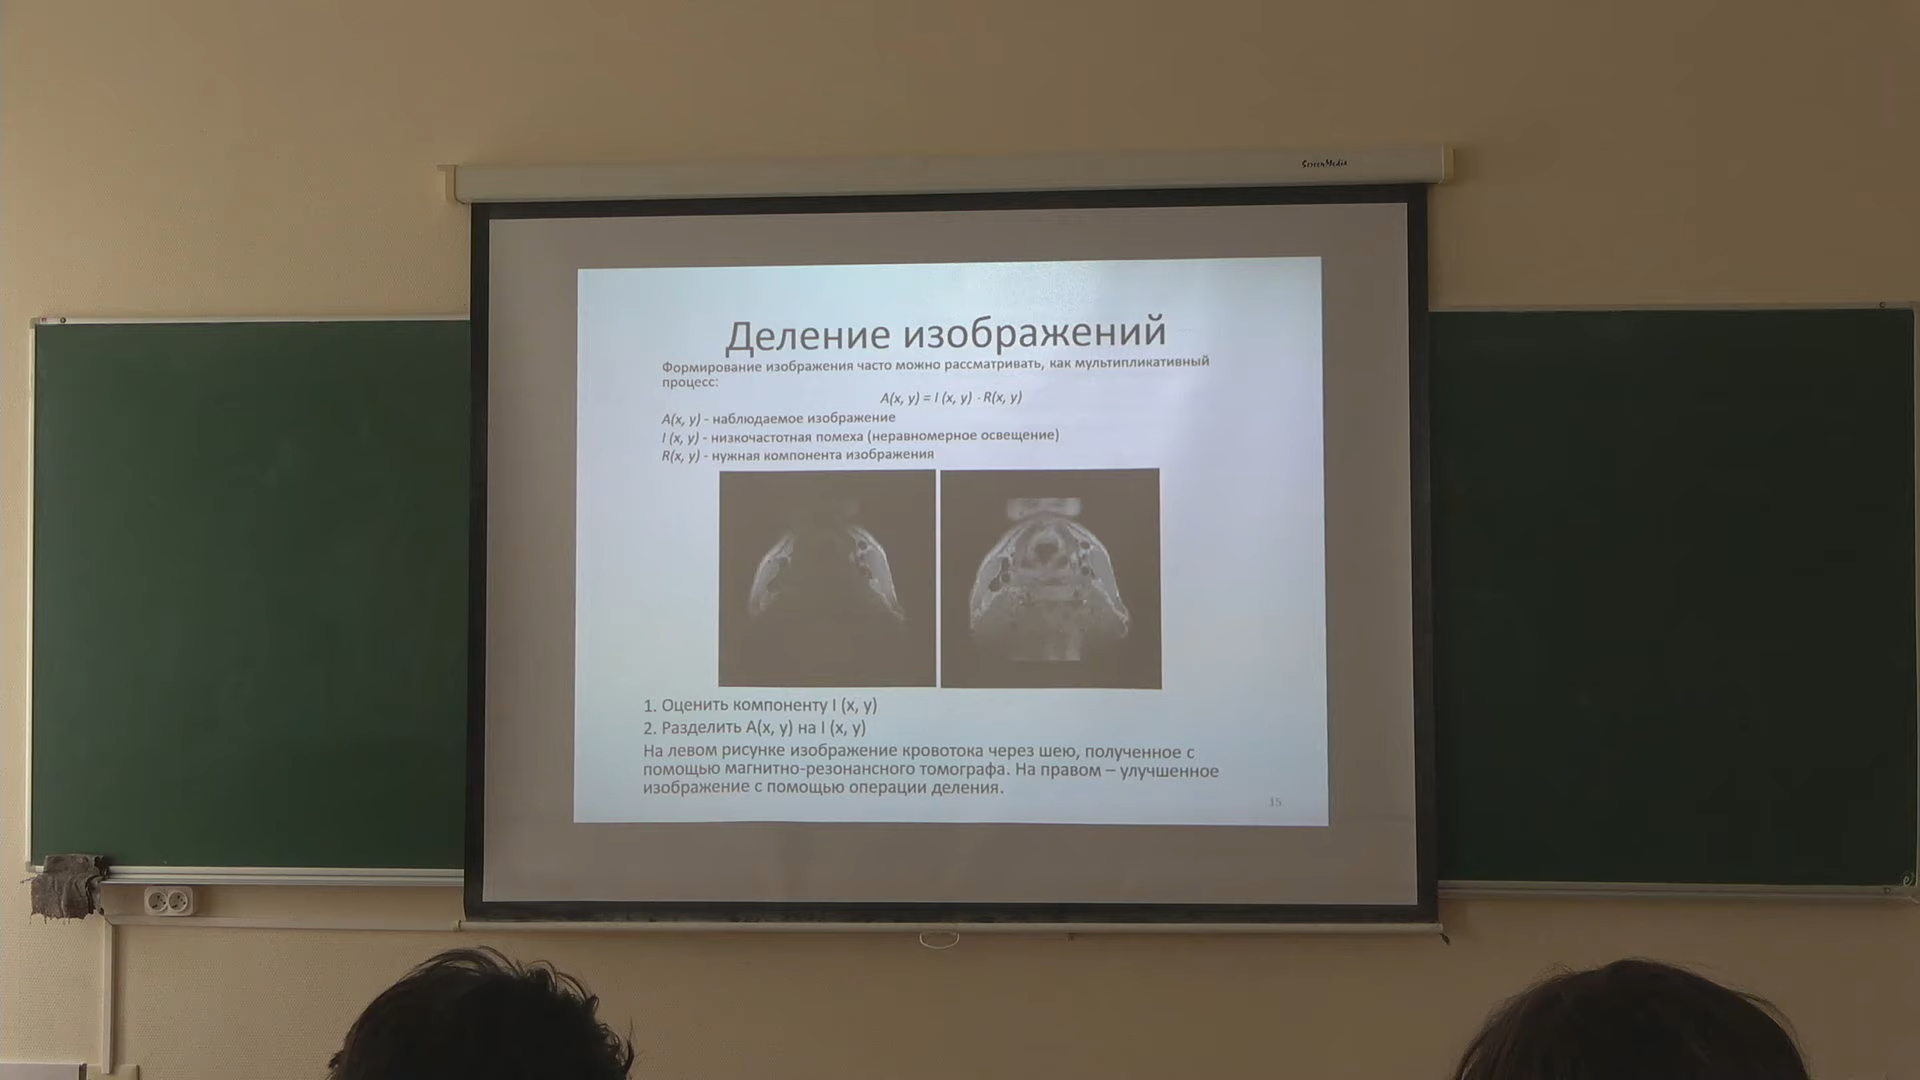 ScreenMedia
Деление изображений
Формирование изображения часто можно рассматривать, как мультипликативный
процесс:
A(x, y) = I (x, y) · R(x, y)
A(x, y) - наблюдаемое изображение
I (x, y) - низкочастотная помеха (неравномерное освещение)
R(x, y) - нужная компонента изображения
1. Оценить компоненту I (x, y)
2. Разделить A(x, y) на I (x, y)
На левом рисунке изображение кровотока через шею, полученное с
помощью магнитно-резонансного томографа. На правом – улучшенное
изображение с помощью операции деления.
15